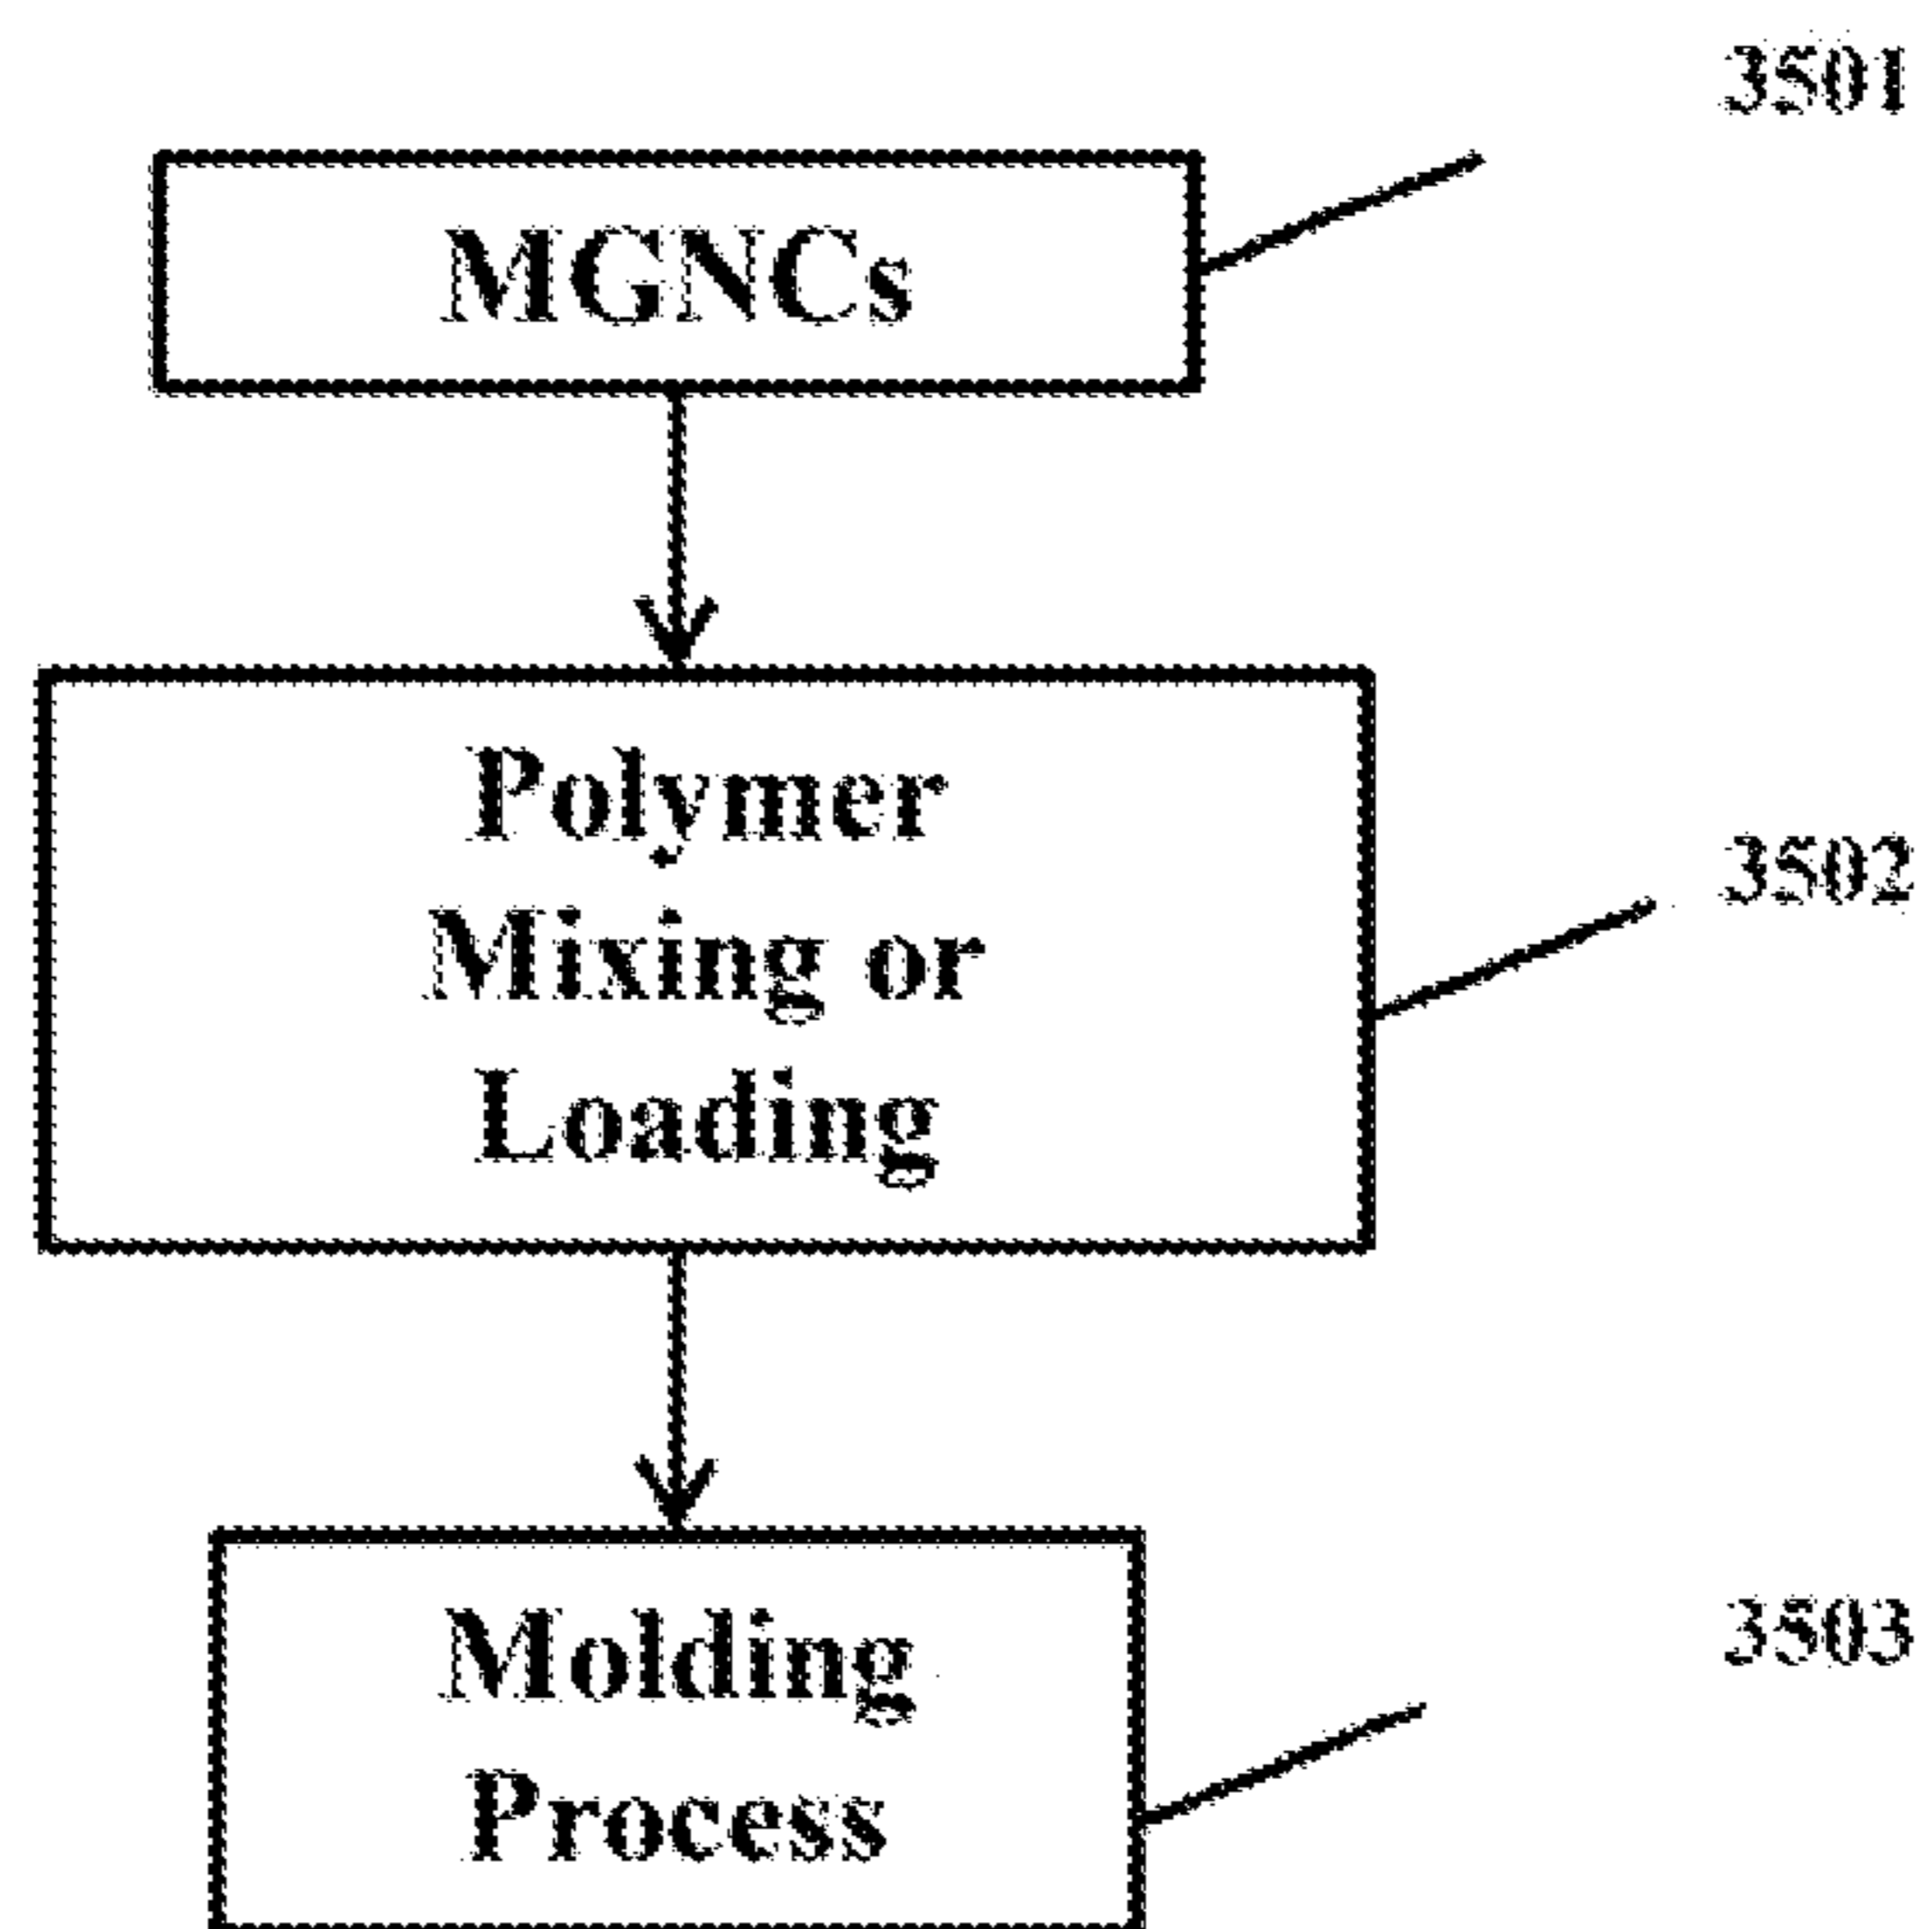 3501
MGNCs
Polymer
Mixing or
Loading
3502
Molding
Process
3503